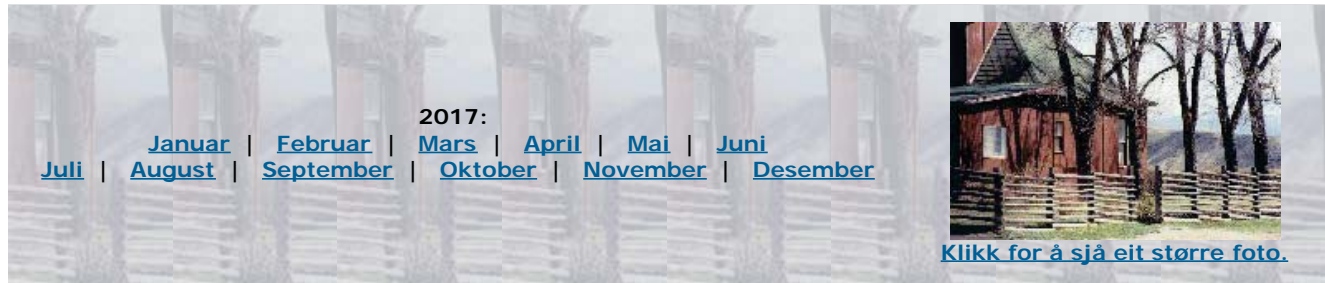 2017:
Januar | Februar | Mars | April | Mai | Juni
Juli | August | September | Oktober | November | Desember
Klikk for å sjå eit større foto.